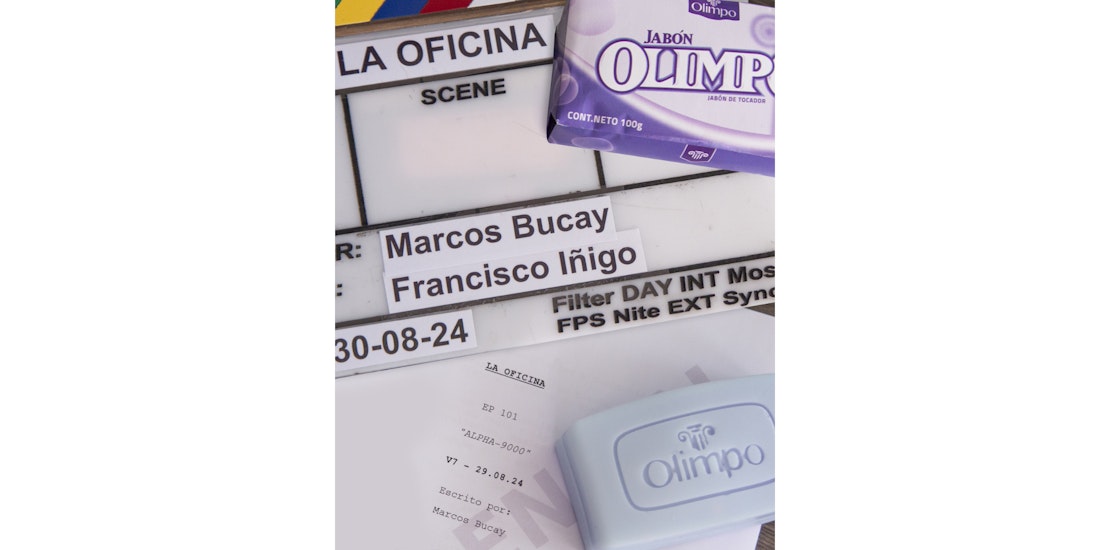 LA OFICINA
SCENE
Olimpo
JABÓN
OLIMPO
JABÓN DE TOCADOR
CONT.NETO 100g
R:
Marcos Bucay
:
Francisco Iñigo
30-08-24
Filter DAY INT Mos
FPS Nite EXT Sync
LA OFICINA
EP 101
"ALPHA-9000"
V7 - 29.08.24
Escrito por:
Marcos Bucay
Olimpo